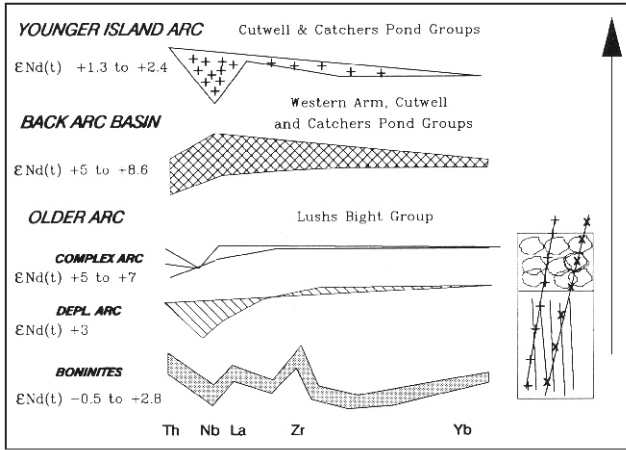 YOUNGER ISLAND ARC Cutwell & Catchers Pond Groups
εNd(t) +1.3 to +2.4
Western Arm, Cutwell
BACK ARC BASIN and Catchers Pond Groups
εNd(t) +5 to +8.6
OLDER ARC Lushs Bight Group
COMPLEX ARC
εNd(t) +5 to +7
DEPL. ARC
εNd(t) +3
BONINITES
εNd(t) -0.5 to +2.8
Th Nb La Zr Yb